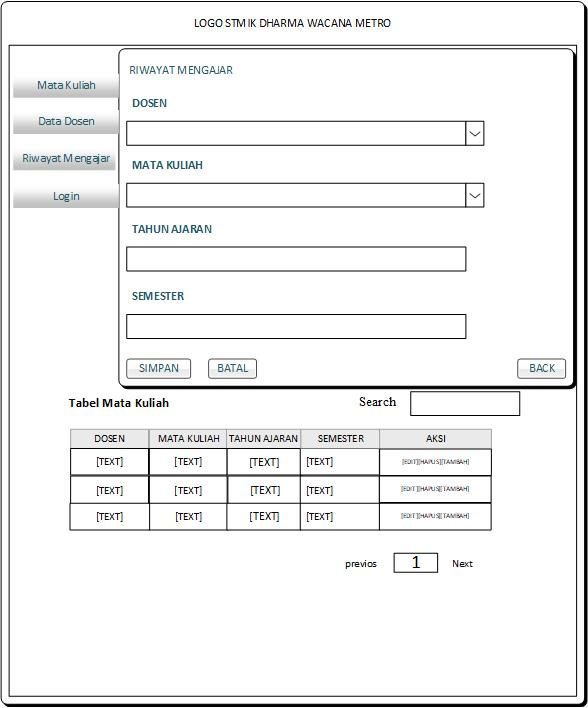 LOGO STMIK DHARMA WACANA METRO
Mata Kuliah
Data Dosen
Riwayat Mengajar
Login
RIWAYAT MENGAJAR
DOSEN
MATA KULIAH
TAHUN AJARAN
SEMESTER
SIMPAN BATAL BACK
Tabel Mata Kuliah Search
DOSEN MATA KULIAH TAHUN AJARAN SEMESTER AKSI
[TEXT] [TEXT] [TEXT] [TEXT] [EDIT][HAPUS][TAMBAH]
[TEXT] [TEXT] [TEXT] [TEXT] [EDIT][HAPUS][TAMBAH]
[TEXT] [TEXT] [TEXT] [TEXT] [EDIT][HAPUS][TAMBAH]
previos 1 Next